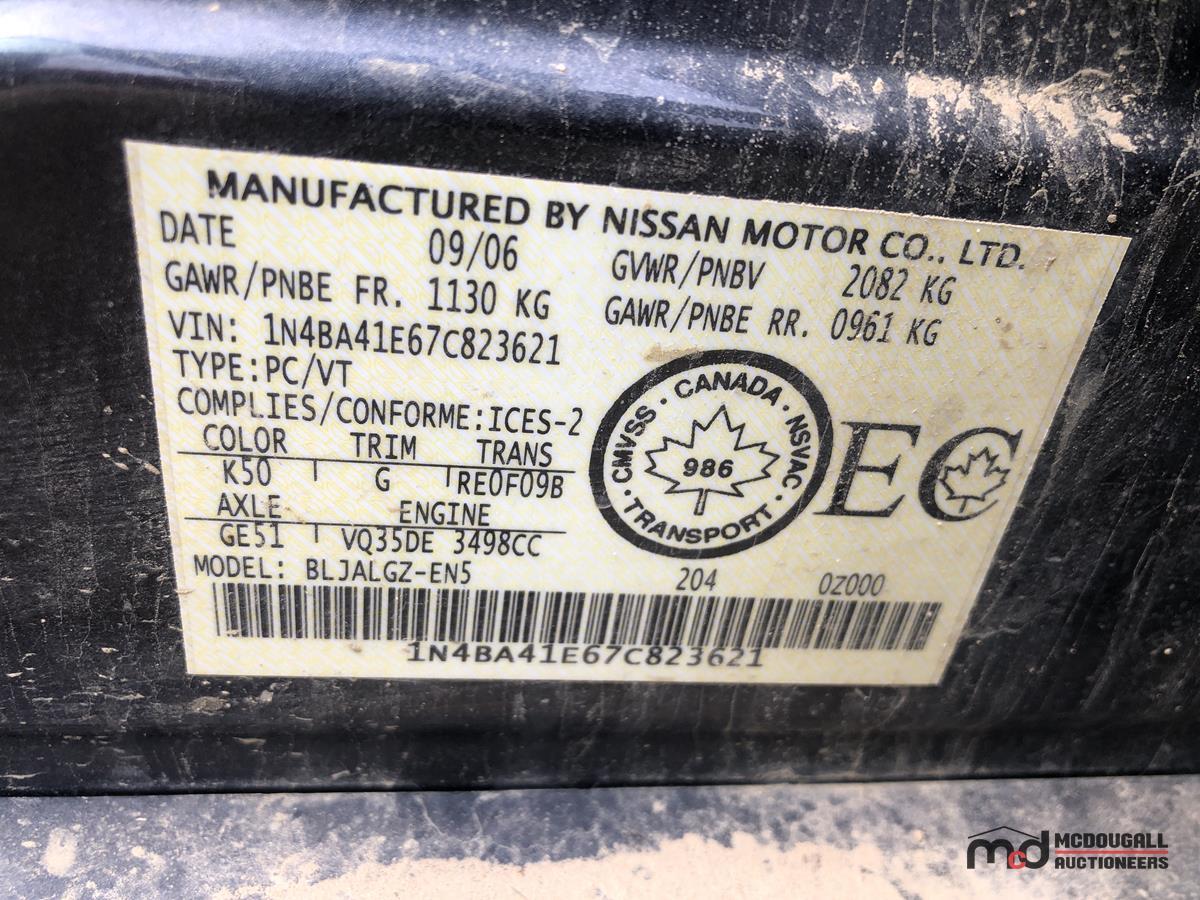 MANUFACTURED BY NISSAN MOTOR CO., LTD.
DATE 09/06 GVWR/PNBV 2082 KG
GAWR/PNBE FR. 1130 KG GAWR/PNBE RR. 0961 KG
VIN: 1N4BA41E67C823621
TYPE:PC/VT
COMPLIES/CONFORME:ICES-2
COLOR TRIM TRANS
K50 G RE0F09B
AXLE ENGINE
GE51 VQ35DE 3498CC
MODEL: BLJALGZ-EN5 204 0Z000
CMVSS · CANADA · NSVAC · TRANSPORT ·
986
EC
1N4BA41E67C823621
mcd MCDOUGALL
AUCTIONEERS